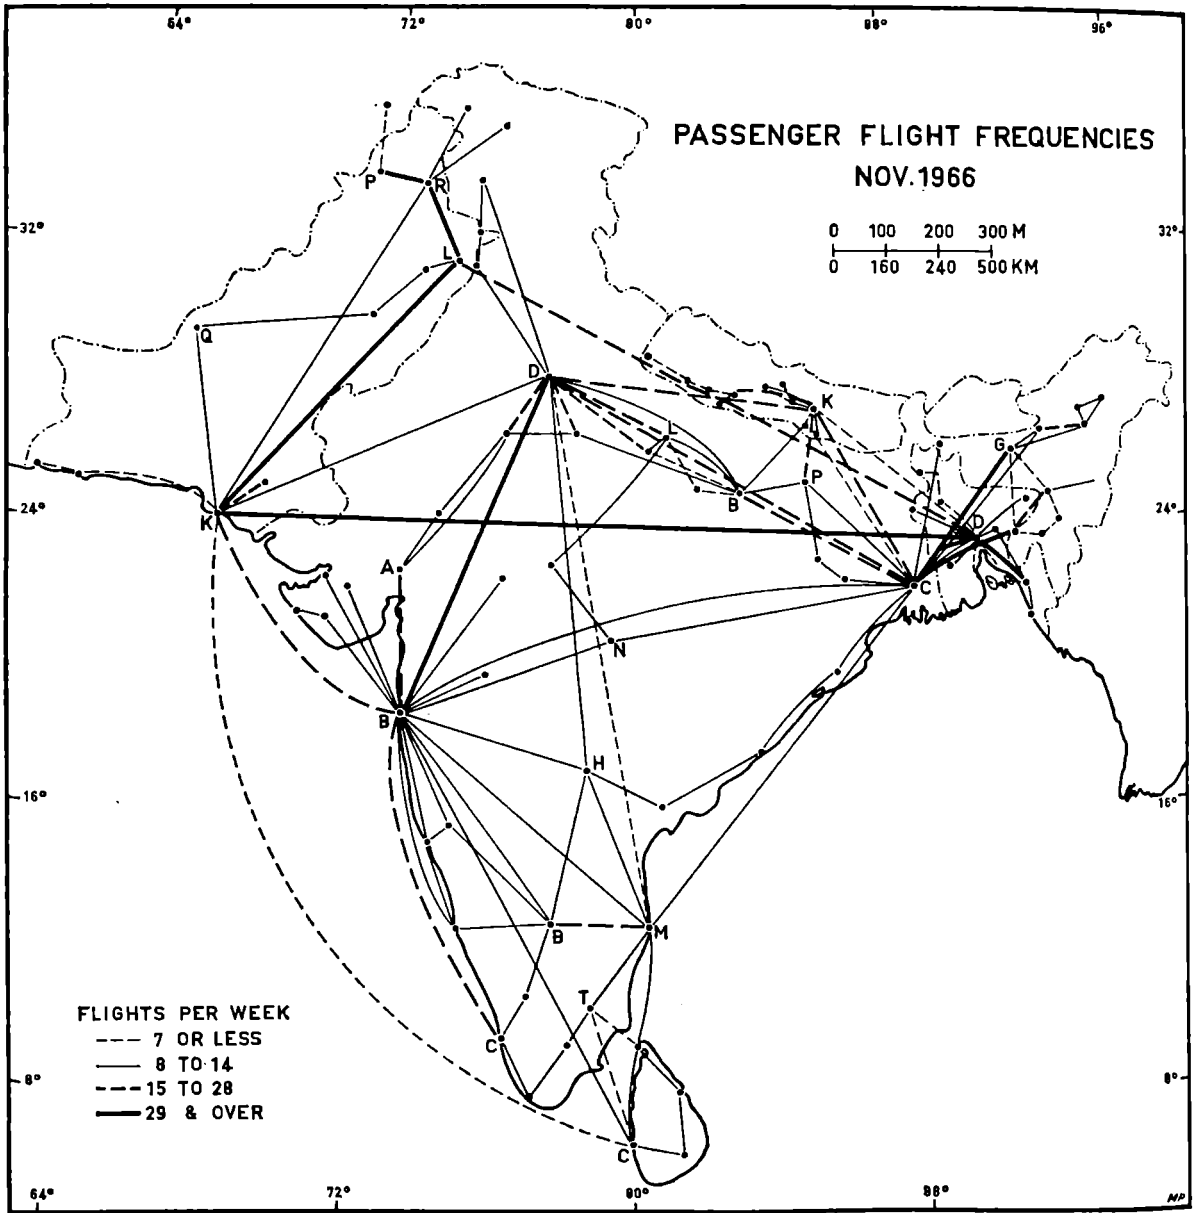 64° 72° 80° 88° 96°
PASSENGER FLIGHT FREQUENCIES
NOV. 1966
0 100 200 300 M
0 160 240 500 KM
32° 32°
P R
L
Q
D
K
L
G
P
B
24° 24°
K
D
A
C
N
B
H
16° 16°
B M
T
C
FLIGHTS PER WEEK
7 OR LESS
8 TO 14
15 TO 28
29 & OVER
8° 8°
C
64° 72° 80°
MP